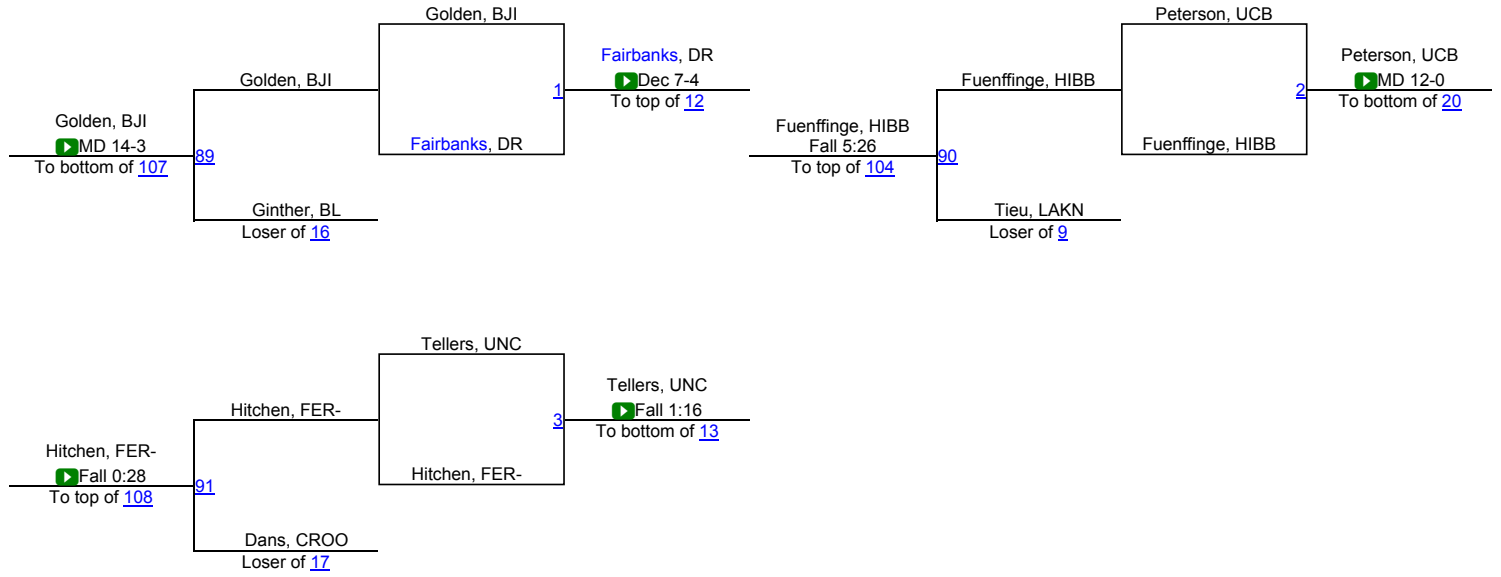 Golden, BJI
Fairbanks, DR
Dec 7-4
To top of 12
1
Golden, BJI
Fairbanks, DR
Golden, BJI
MD 14-3
To bottom of 107
89
Ginther, BL
Loser of 16
Peterson, UCB
Peterson, UCB
MD 12-0
To bottom of 20
2
Fuenffinge, HIBB
Fuenffinge, HIBB
Fuenffinge, HIBB
Fall 5:26
To top of 104
90
Tieu, LAKN
Loser of 9
Tellers, UNC
Tellers, UNC
Fall 1:16
To bottom of 13
3
Hitchen, FER-
Hitchen, FER-
Hitchen, FER-
Fall 0:28
To top of 108
91
Dans, CROO
Loser of 17